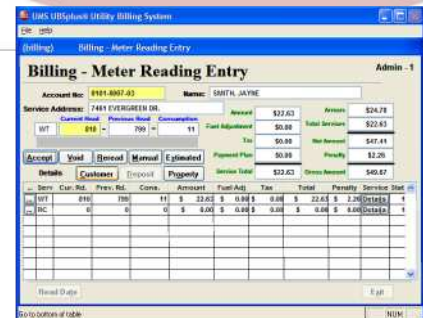 UMS UBSplus® Utility Billing System
File Help
(billing) Billing - Meter Reading Entry
Billing - Meter Reading Entry Admin - 1
Account No: 0101-0097-03 Name: SMITH, JAYNE
Service Address: 7481 EVERGREEN DR.
Current Read Previous Read Consumption
WT 810 - 799 = 11
Amount $22.63 Arrears $24.78
Fuel Adjustment $0.00 Total Services $22.63
Tax $0.00 Net Amount $47.41
Payment Plan $0.00 Penalty $2.26
Service Total $22.63 Gross Amount $49.67
Accept Void Reread Manual Estimated
Details Customer Deposit Property
Serv Cur. Rd. Prev. Rd. Cons. Amount Fuel Adj Tax Total Penalty Service Stat
WT 810 799 11 $ 22.63 $ 0.00 $ 0.00 $ 22.63 $ 2.26 Details 1
RC 0 0 0 $ 0.00 $ 0.00 $ 0.00 $ 0.00 $ 0.00 Details 1
Read Date Exit
Go to bottom of table NUM